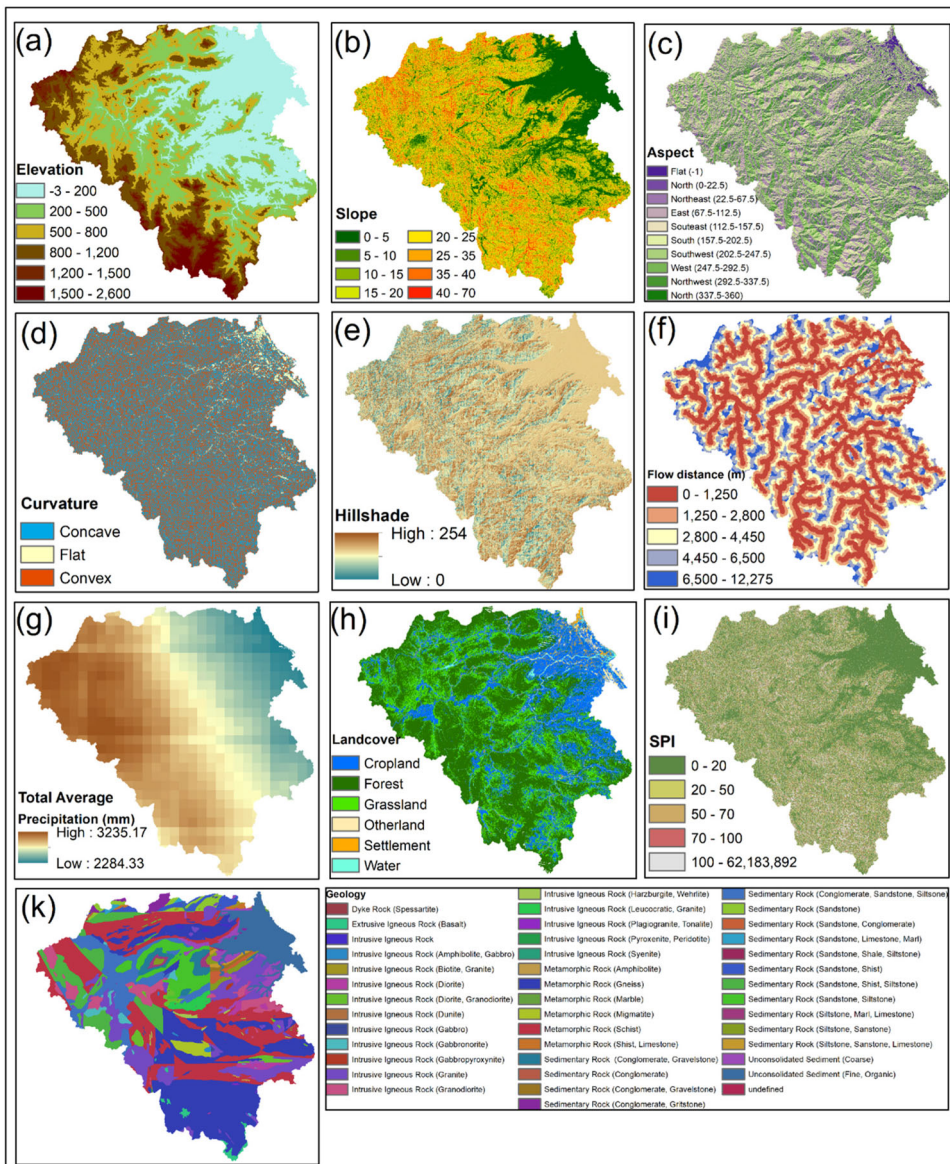 (a)
Elevation
-3 - 200
200 - 500
500 - 800
800 - 1,200
1,200 - 1,500
1,500 - 2,600
(b)
Slope
0 - 5
5 - 10
10 - 15
15 - 20
20 - 25
25 - 35
35 - 40
40 - 70
(c)
Aspect
Flat (-1)
North (0-22.5)
Northeast (22.5-67.5)
East (67.5-112.5)
Souteast (112.5-157.5)
South (157.5-202.5)
Southwest (202.5-247.5)
West (247.5-292.5)
Northwest (292.5-337.5)
North (337.5-360)
(d)
Curvature
Concave
Flat
Convex
(e)
Hillshade
High : 254
Low : 0
(f)
Flow distance (m)
0 - 1,250
1,250 - 2,800
2,800 - 4,450
4,450 - 6,500
6,500 - 12,275
(g)
Total Average
Precipitation (mm)
High : 3235.17
Low : 2284.33
(h)
Landcover
Cropland
Forest
Grassland
Otherland
Settlement
Water
(i)
SPI
0 - 20
20 - 50
50 - 70
70 - 100
100 - 62,183,892
(k)
Geology
Dyke Rock (Spessartite)
Extrusive Igneous Rock (Basalt)
Intrusive Igneous Rock
Intrusive Igneous Rock (Amphibolite, Gabbro)
Intrusive Igneous Rock (Biotite, Granite)
Intrusive Igneous Rock (Diorite)
Intrusive Igneous Rock (Diorite, Granodiorite)
Intrusive Igneous Rock (Dunite)
Intrusive Igneous Rock (Gabbro)
Intrusive Igneous Rock (Gabbronorite)
Intrusive Igneous Rock (Gabbropyroxynite)
Intrusive Igneous Rock (Granite)
Intrusive Igneous Rock (Granodiorite)
Intrusive Igneous Rock (Harzburgite, Wehrlite)
Intrusive Igneous Rock (Leucocratic, Granite)
Intrusive Igneous Rock (Plagiogranite, Tonalite)
Intrusive Igneous Rock (Pyroxenite, Peridotite)
Intrusive Igneous Rock (Syenite)
Metamorphic Rock (Amphibolite)
Metamorphic Rock (Gneiss)
Metamorphic Rock (Marble)
Metamorphic Rock (Migmatite)
Metamorphic Rock (Schist)
Metamorphic Rock (Shist, Limestone)
Sedimentary Rock (Conglomerate, Gravelstone)
Sedimentary Rock (Conglomerate)
Sedimentary Rock (Conglomerate, Gravelstone)
Sedimentary Rock (Conglomerate, Gritstone)
Sedimentary Rock (Conglomerate, Sandstone, Siltsone)
Sedimentary Rock (Sandstone)
Sedimentary Rock (Sandstone, Conglomerate)
Sedimentary Rock (Sandstone, Limestone, Marl)
Sedimentary Rock (Sandstone, Shale, Siltstone)
Sedimentary Rock (Sandstone, Shist)
Sedimentary Rock (Sandstone, Shist, Siltstone)
Sedimentary Rock (Sandstone, Siltstone)
Sedimentary Rock (Siltstone, Marl, Limestone)
Sedimentary Rock (Siltstone, Sanstone)
Sedimentary Rock (Siltstone, Sanstone, Limestone)
Unconsolidated Sediment (Coarse)
Unconsolidated Sediment (Fine, Organic)
undefined